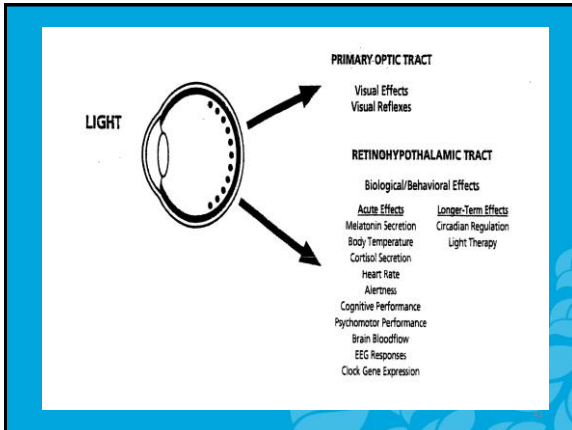 PRIMARY OPTIC TRACT
Visual Effects
Visual Reflexes
LIGHT
RETINOHYPOTHALAMIC TRACT
Biological/Behavioral Effects
Acute Effects
Melatonin Secretion
Body Temperature
Cortisol Secretion
Heart Rate
Alertness
Cognitive Performance
Psychomotor Performance
Brain Bloodflow
EEG Responses
Clock Gene Expression
Longer-Term Effects
Circadian Regulation
Light Therapy